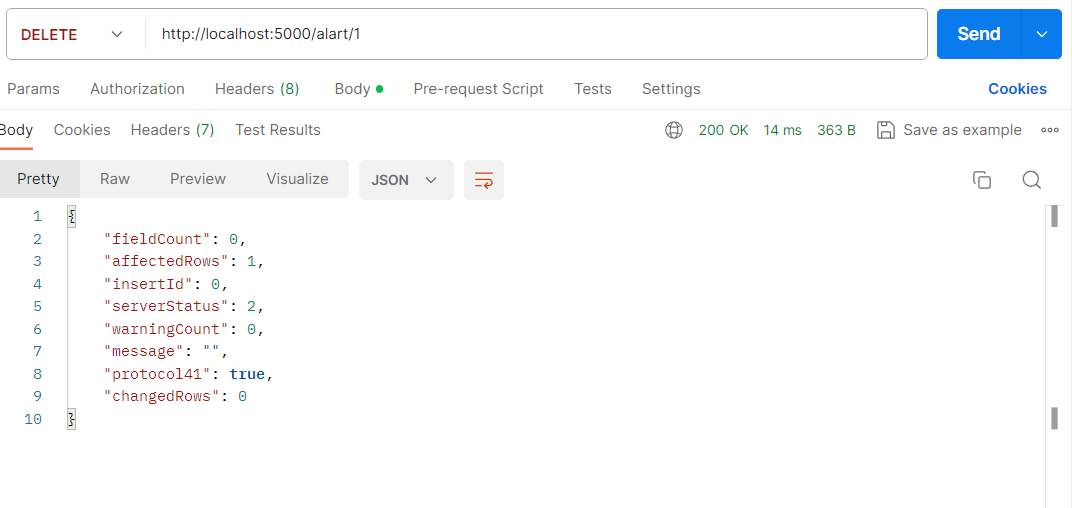 DELETE http://localhost:5000/alart/1 Send
Params Authorization Headers (8) Body Pre-request Script Tests Settings Cookies
Body Cookies Headers (7) Test Results 200 OK 14 ms 363 B Save as example
Pretty Raw Preview Visualize JSON
1 {
2 "fieldCount": 0,
3 "affectedRows": 1,
4 "insertId": 0,
5 "serverStatus": 2,
6 "warningCount": 0,
7 "message": "",
8 "protocol41": true,
9 "changedRows": 0
10 }